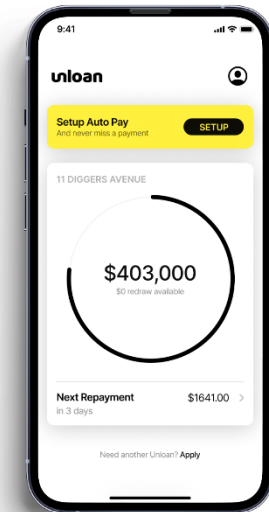 9:41
unloan
Setup Auto Pay
And never miss a payment
SETUP
11 DIGGERS AVENUE
$403,000
$0 redraw available
Next Repayment
$1641.00
in 3 days
Need another Unloan? Apply